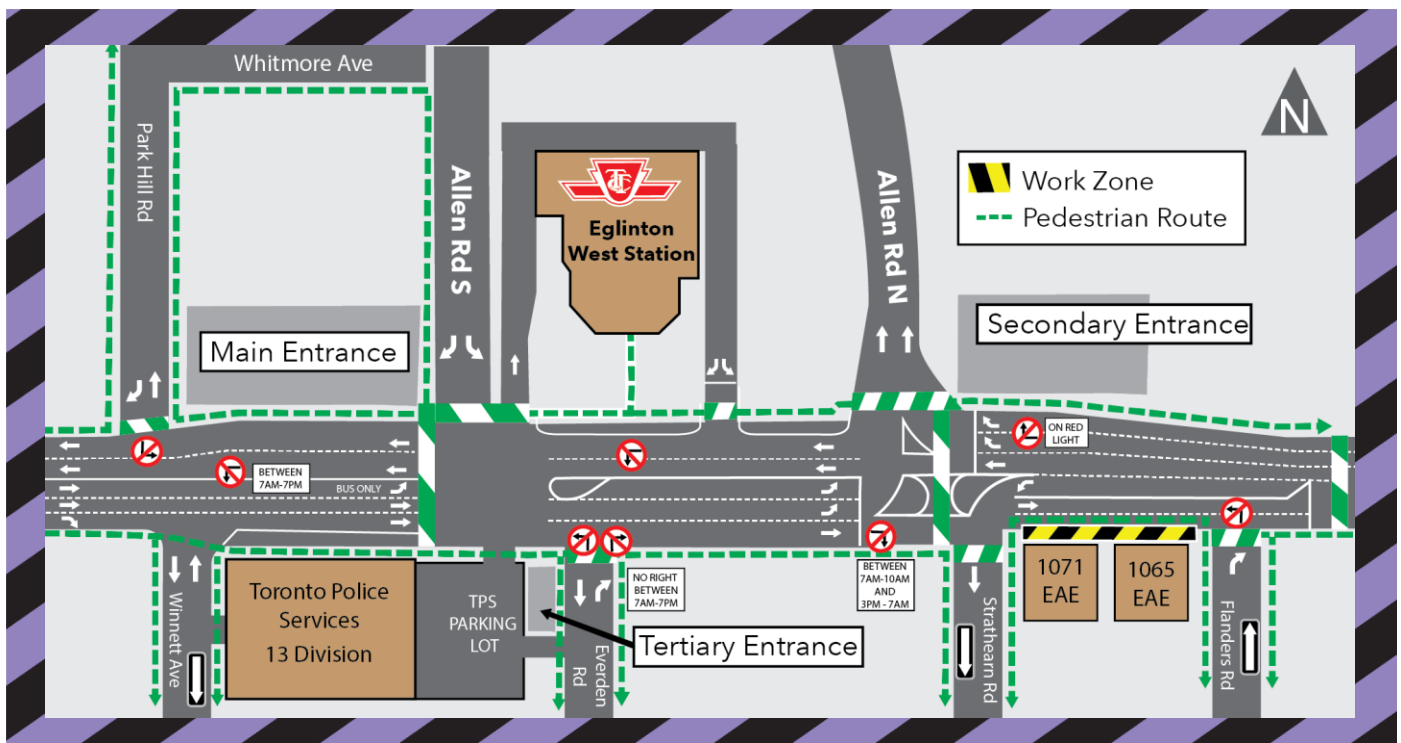 Whitmore Ave
Park Hill Rd
Allen Rd S
TTC
Eglinton
West Station
Allen Rd N
N
Work Zone
Pedestrian Route
Main Entrance
Secondary Entrance
BETWEEN
7AM-7PM
BUS ONLY
ON RED
LIGHT
Winnett Ave
Toronto Police
Services
13 Division
TPS
PARKING
LOT
Everden
Rd
NO RIGHT
BETWEEN
7AM-7PM
Tertiary Entrance
BETWEEN
7AM-10AM
AND
3PM - 7AM
Strathearn Rd
1071
EAE
1065
EAE
Flanders Rd